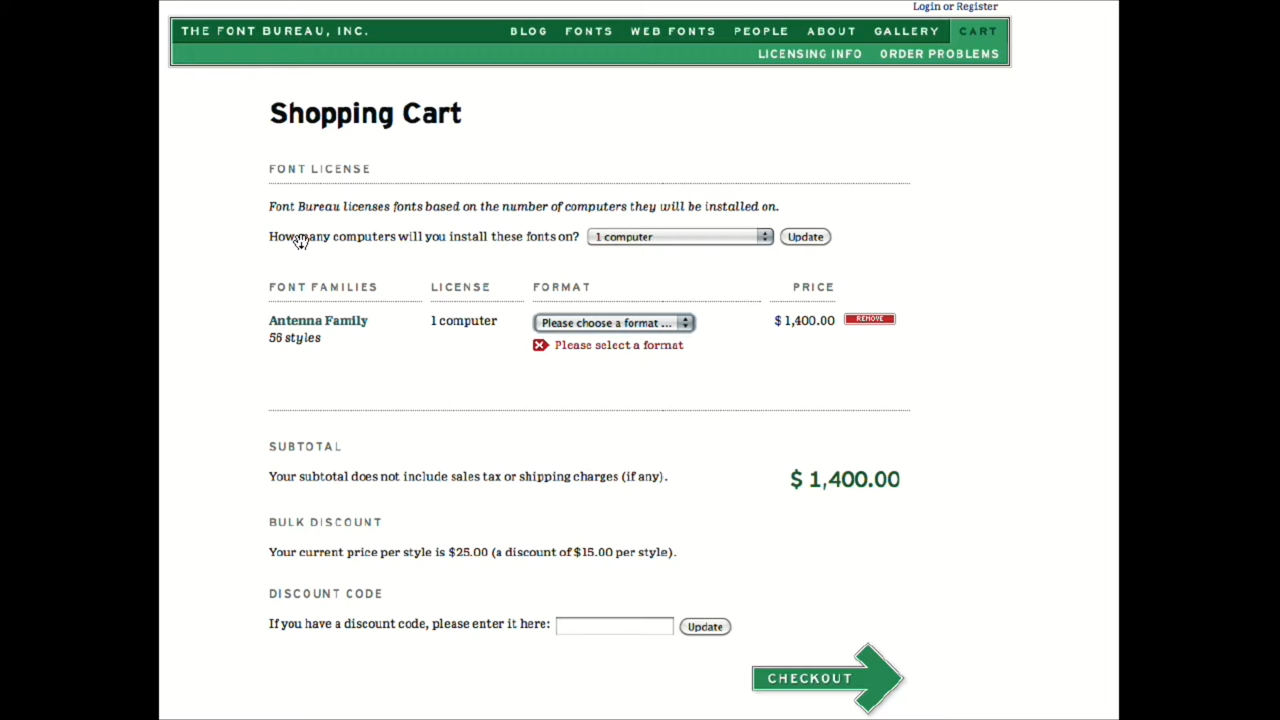 Login or Register
THE FONT BUREAU, INC. BLOG FONTS WEB FONTS PEOPLE ABOUT GALLERY CART
LICENSING INFO ORDER PROBLEMS
Shopping Cart
FONT LICENSE
Font Bureau licenses fonts based on the number of computers they will be installed on.
How many computers will you install these fonts on? 1 computer Update
FONT FAMILIES LICENSE FORMAT PRICE
Antenna Family 1 computer Please choose a format ... $ 1,400.00 REMOVE
56 styles
Please select a format
SUBTOTAL
Your subtotal does not include sales tax or shipping charges (if any). $ 1,400.00
BULK DISCOUNT
Your current price per style is $25.00 (a discount of $15.00 per style).
DISCOUNT CODE
If you have a discount code, please enter it here: Update
CHECKOUT